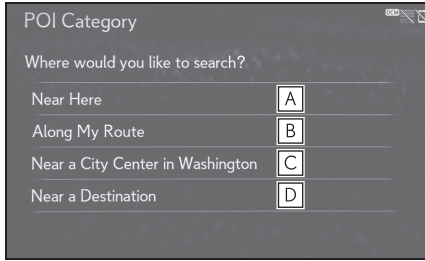 POI Category
DCM
Where would you like to search?
Near Here A
Along My Route B
Near a City Center in Washington C
Near a Destination D